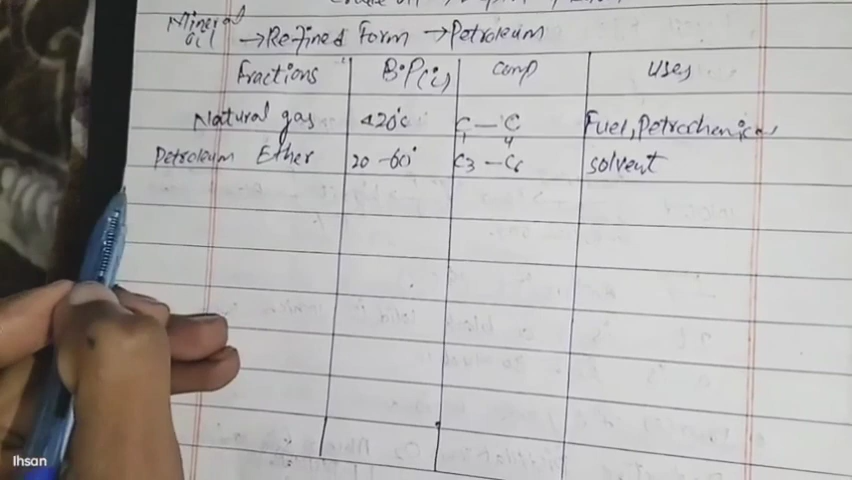 Mineral
oil → Refined Form → Petroleum
Fractions B.P(c) comp uses
Natural gas <20°c C1 — C4 Fuel, Petrochemicals
Petroleum Ether 20 - 60° C3 — C6 solvent
Ihsan